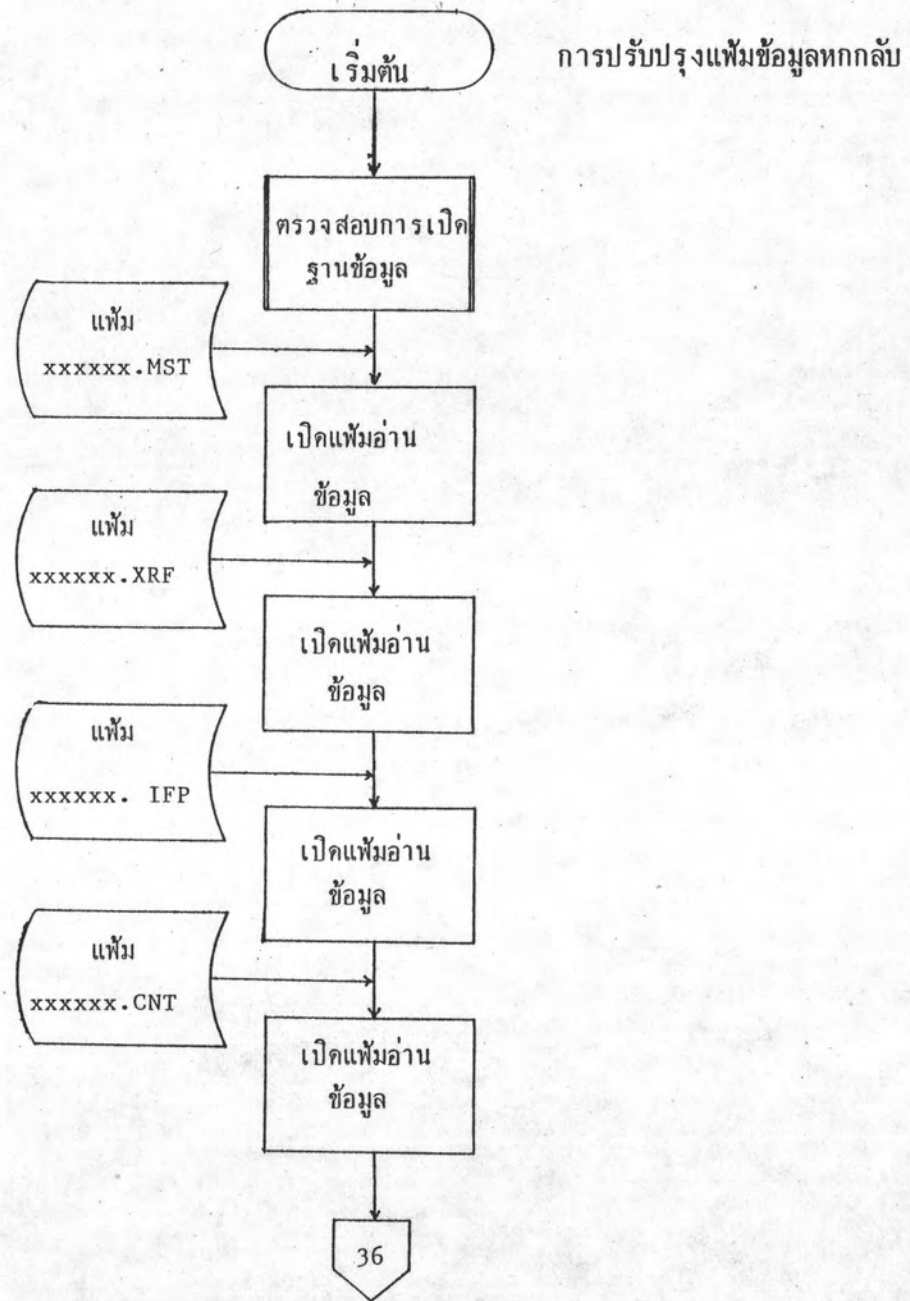 การปรับปรุงแฟ้มข้อมูลหกกลับ
เริ่มต้น
ตรวจสอบการเปิด
ฐานข้อมูล
แฟ้ม
xxxxxx.MST
เปิดแฟ้มอ่าน
ข้อมูล
แฟ้ม
xxxxxx.XRF
เปิดแฟ้มอ่าน
ข้อมูล
แฟ้ม
xxxxxx. IFP
เปิดแฟ้มอ่าน
ข้อมูล
แฟ้ม
xxxxxx.CNT
เปิดแฟ้มอ่าน
ข้อมูล
36